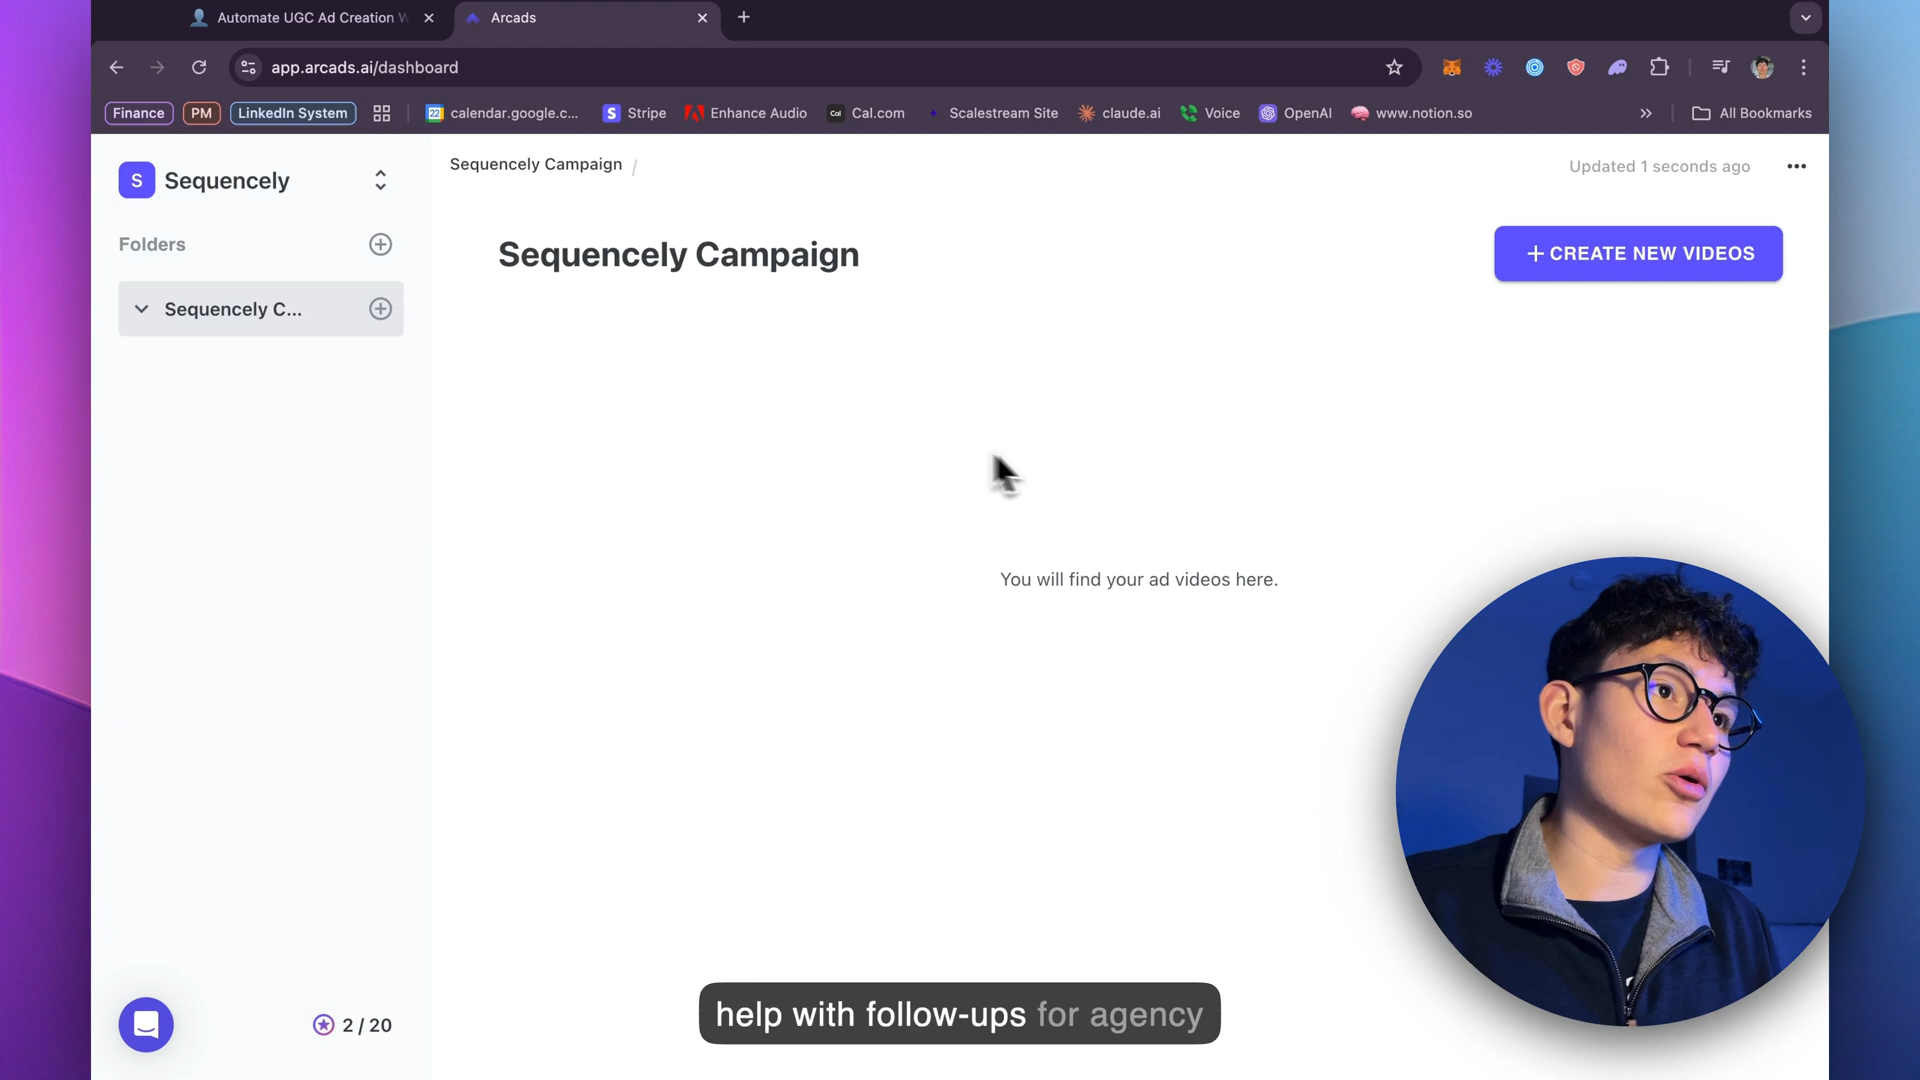 Automate UGC Ad Creation W
Arcads
app.arcads.ai/dashboard
Finance
PM
LinkedIn System
22
calendar.google.c...
S
Stripe
Enhance Audio
Cal
Cal.com
Scalestream Site
claude.ai
Voice
OpenAI
www.notion.so
All Bookmarks
S
Sequencely
Sequencely Campaign /
Updated 1 seconds ago
Folders
Sequencely Campaign
+ CREATE NEW VIDEOS
Sequencely C...
You will find your ad videos here.
2 / 20
help with follow-ups for agency